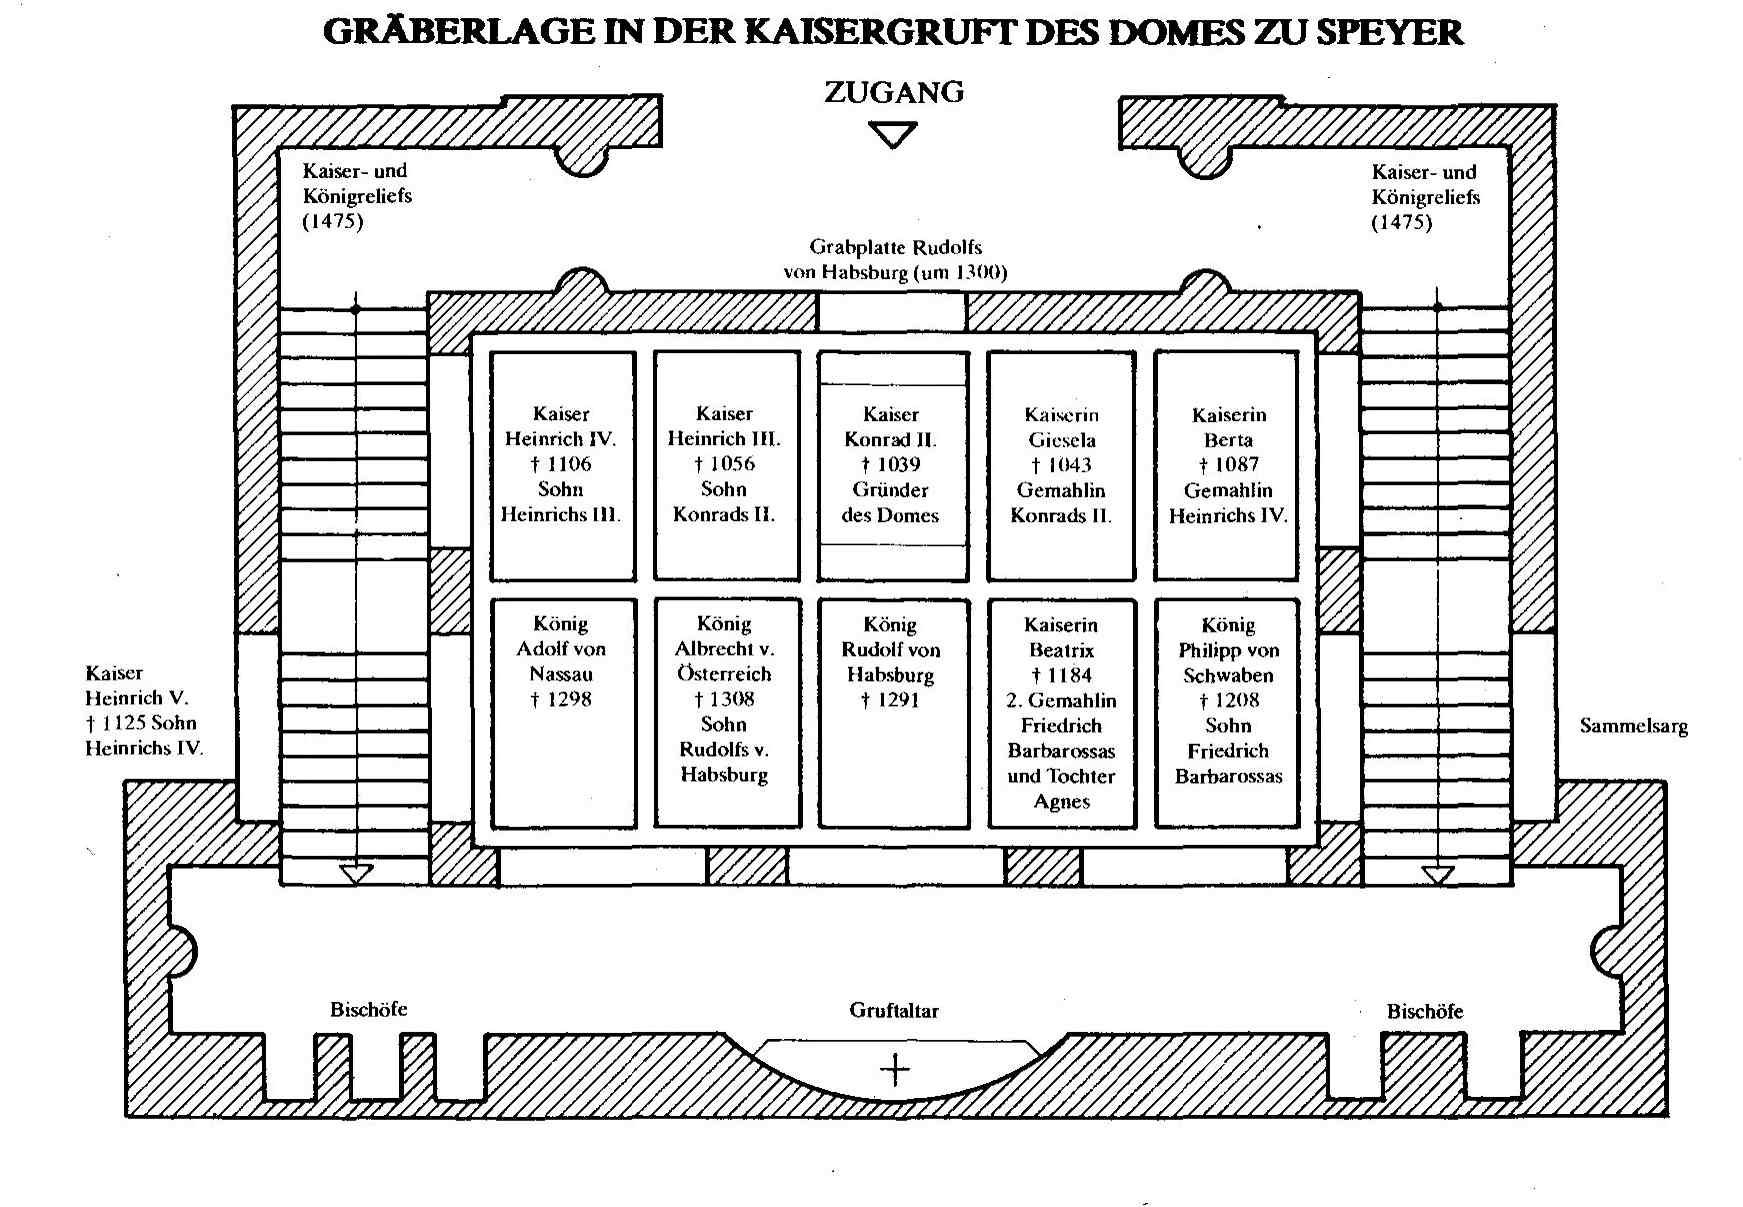 GRÄBERLAGE IN DER KAISERGRUFT DES DOMES ZU SPEYER
ZUGANG
Kaiser- und
Königreliefs
(1475)
Kaiser- und
Königreliefs
(1475)
Grabplatte Rudolfs
von Habsburg (um 1300)
Kaiser
Heinrich IV.
† 1106
Sohn
Heinrichs III.
Kaiser
Heinrich III.
† 1056
Sohn
Konrads II.
Kaiser
Konrad II.
† 1039
Gründer
des Domes
Kaiserin
Giesela
† 1043
Gemahlin
Konrads II.
Kaiserin
Berta
† 1087
Gemahlin
Heinrichs IV.
Kaiser
Heinrich V.
† 1125 Sohn
Heinrichs IV.
König
Adolf von
Nassau
† 1298
König
Albrecht v.
Österreich
† 1308
Sohn
Rudolfs v.
Habsburg
König
Rudolf von
Habsburg
† 1291
Kaiserin
Beatrix
† 1184
2. Gemahlin
Friedrich
Barbarossas
und Tochter
Agnes
König
Philipp von
Schwaben
† 1208
Sohn
Friedrich
Barbarossas
Sammelsarg
Bischöfe
Gruftaltar
Bischöfe